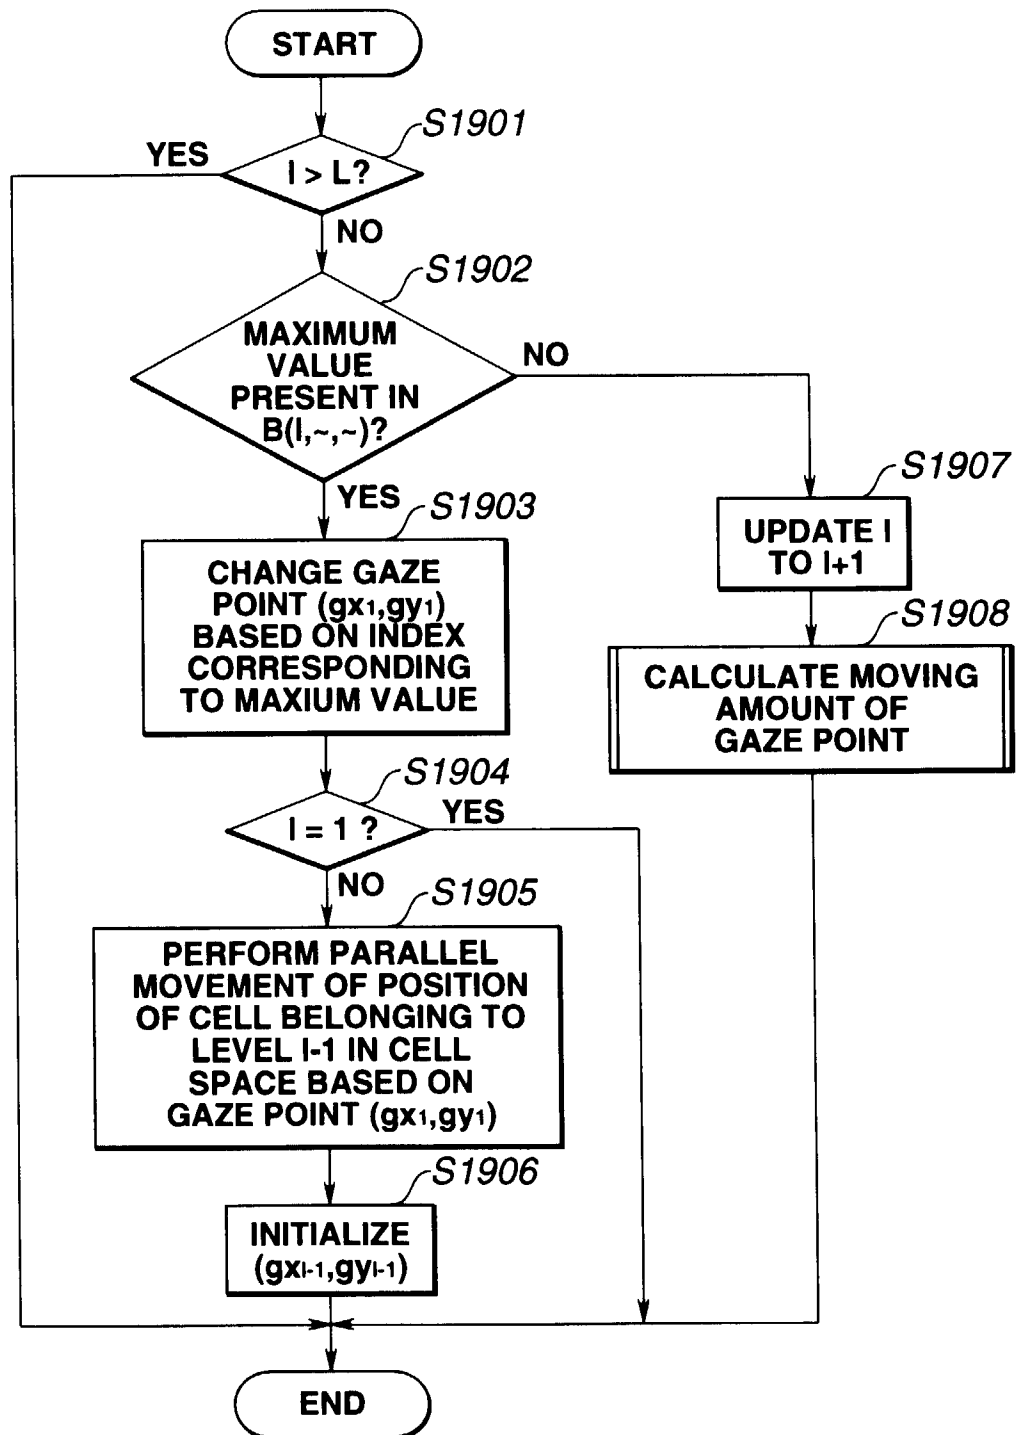 START
S1901
YES
l > L?
NO
S1902
MAXIMUM
VALUE
PRESENT IN
B(l,~,~)?
NO
YES
S1903
CHANGE GAZE
POINT (gx1,gy1)
BASED ON INDEX
CORRESPONDING
TO MAXIUM VALUE
S1907
UPDATE l
TO l+1
S1908
CALCULATE MOVING
AMOUNT OF
GAZE POINT
S1904
l = 1 ?
YES
NO
S1905
PERFORM PARALLEL
MOVEMENT OF POSITION
OF CELL BELONGING TO
LEVEL l-1 IN CELL
SPACE BASED ON
GAZE POINT (gx1,gy1)
S1906
INITIALIZE
(gxl-1,gyl-1)
END